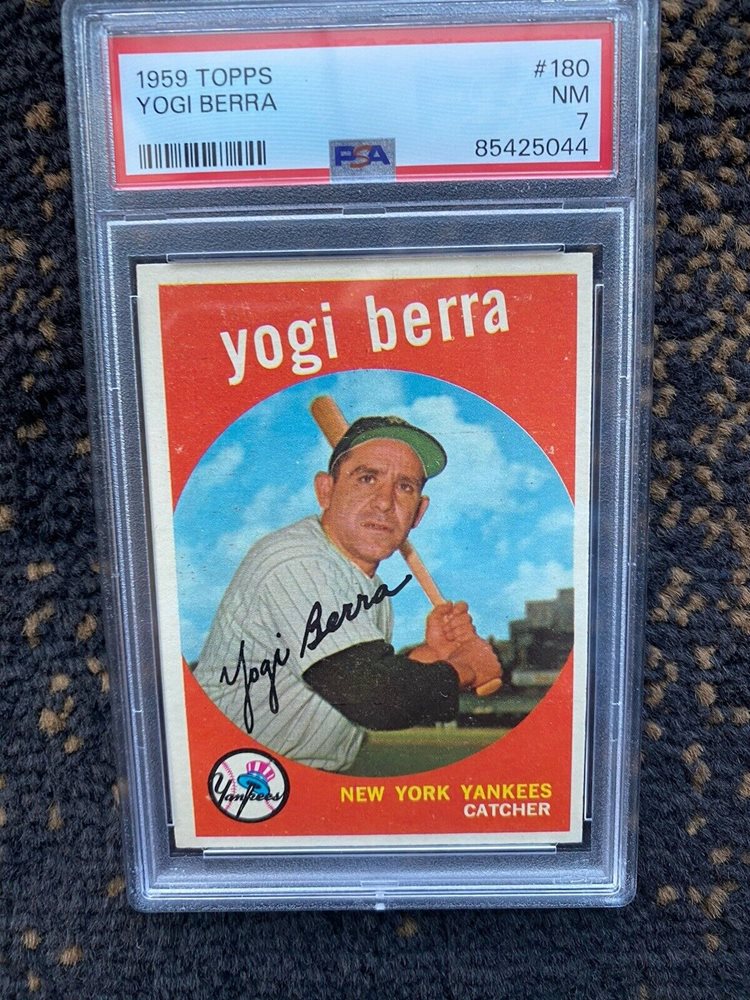 1959 TOPPS #180
YOGI BERRA NM
7
PSA 85425044
yogi berra
Yogi Berra
Yankees
NEW YORK YANKEES
CATCHER